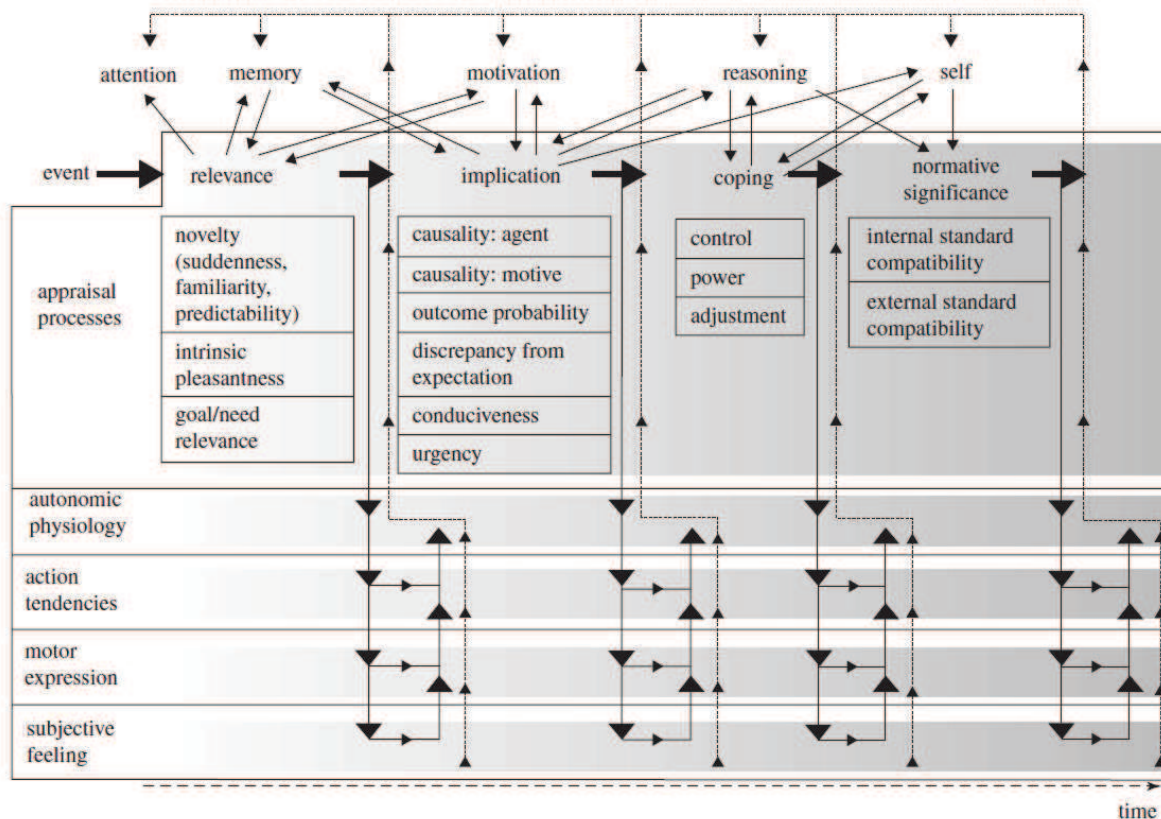 attention
memory
motivation
reasoning
self
event
relevance
implication
coping
normative
significance
appraisal
processes
novelty
(suddenness,
familiarity,
predictability)
intrinsic
pleasantness
goal/need
relevance
causality: agent
causality: motive
outcome probability
discrepancy from
expectation
conduciveness
urgency
control
power
adjustment
internal standard
compatibility
external standard
compatibility
autonomic
physiology
action
tendencies
motor
expression
subjective
feeling
time